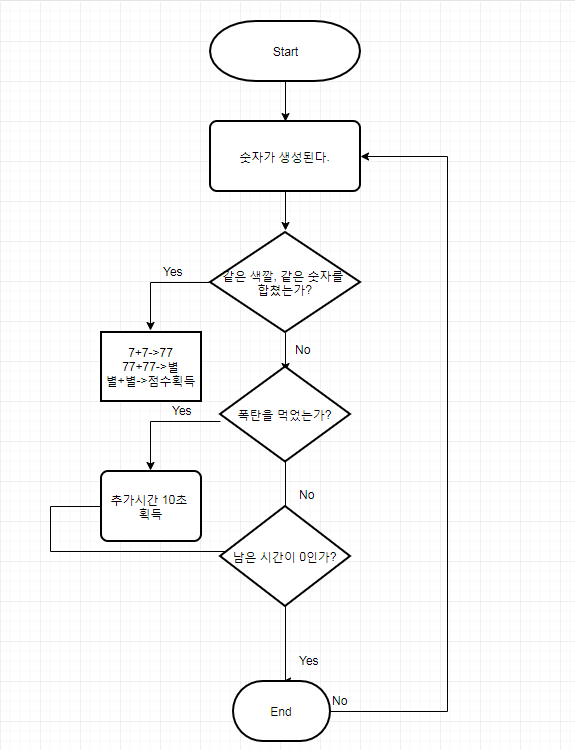 Start
숫자가 생성된다.
같은 색깔, 같은 숫자를
합쳤는가?
Yes
7+7->77
77+77->별
별+별->점수획득
No
폭탄을 먹었는가?
Yes
추가시간 10초
획득
No
남은 시간이 0인가?
Yes
End
No